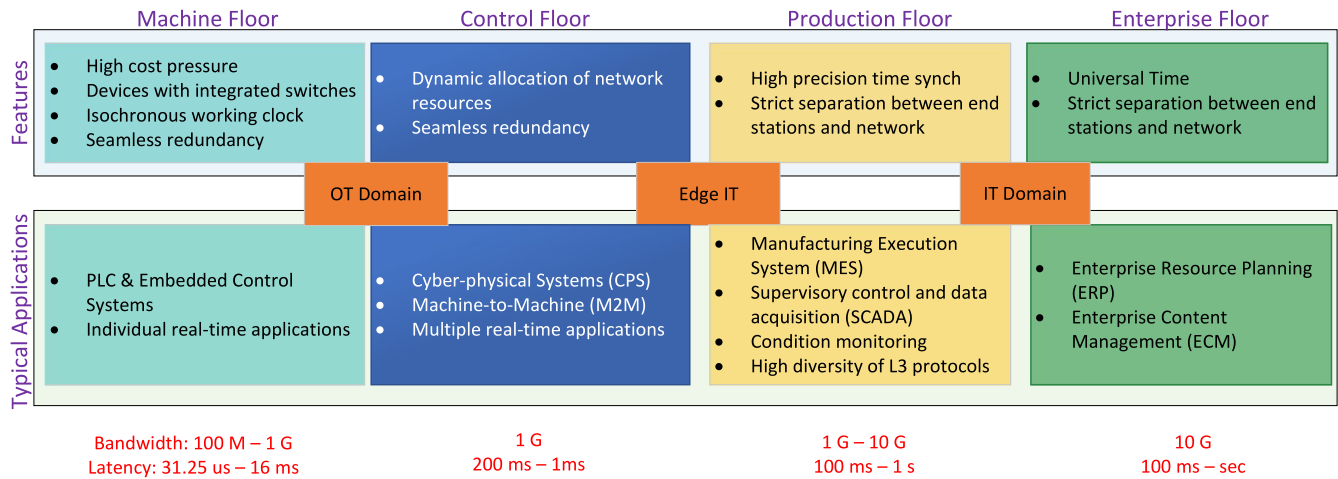 Machine Floor
Control Floor
Production Floor
Enterprise Floor
Features
• High cost pressure
• Devices with integrated switches
• Isochronous working clock
• Seamless redundancy
• Dynamic allocation of network
resources
• Seamless redundancy
• High precision time synch
• Strict separation between end
stations and network
• Universal Time
• Strict separation between end
stations and network
OT Domain
Edge IT
IT Domain
Typical Applications
• PLC & Embedded Control
Systems
• Individual real-time applications
• Cyber-physical Systems (CPS)
• Machine-to-Machine (M2M)
• Multiple real-time applications
• Manufacturing Execution
System (MES)
• Supervisory control and data
acquisition (SCADA)
• Condition monitoring
• High diversity of L3 protocols
• Enterprise Resource Planning
(ERP)
• Enterprise Content
Management (ECM)
Bandwidth: 100 M – 1 G
Latency: 31.25 us – 16 ms
1 G
200 ms – 1ms
1 G – 10 G
100 ms – 1 s
10 G
100 ms – sec